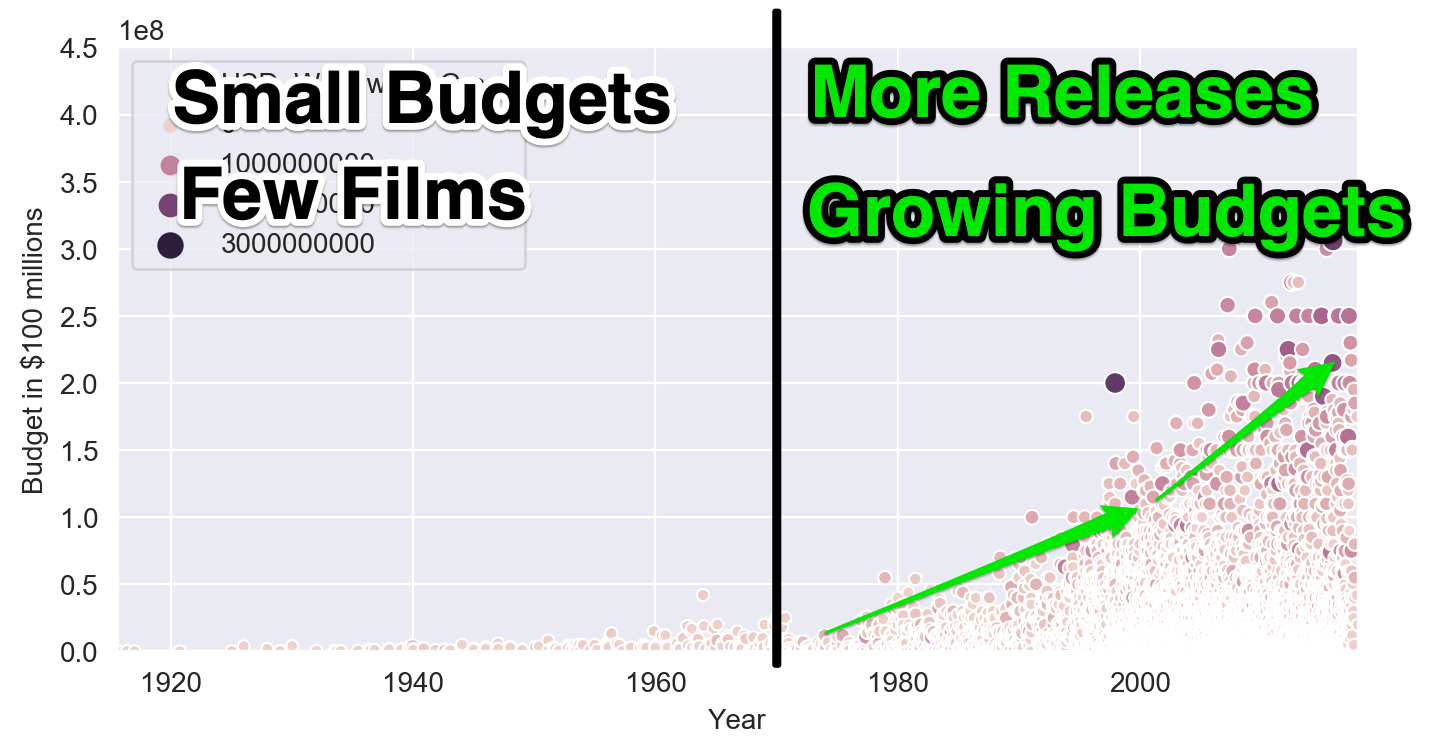 1e8
4.5
4.0
3.5
3.0
2.5
2.0
1.5
1.0
0.5
0.0
Budget in $100 millions
Small Budgets
Few Films
1000000000
3000000000
More Releases
Growing Budgets
1920
1940
1960
1980
2000
Year